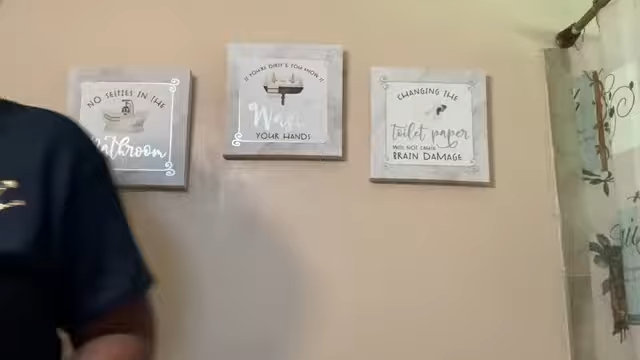 NO SELFIES IN THE
Bathroom
IF YOU'RE DIRTY & YOU KNOW IT
Wash
YOUR HANDS
CHANGING THE
toilet paper
WILL NOT CAUSE
BRAIN DAMAGE